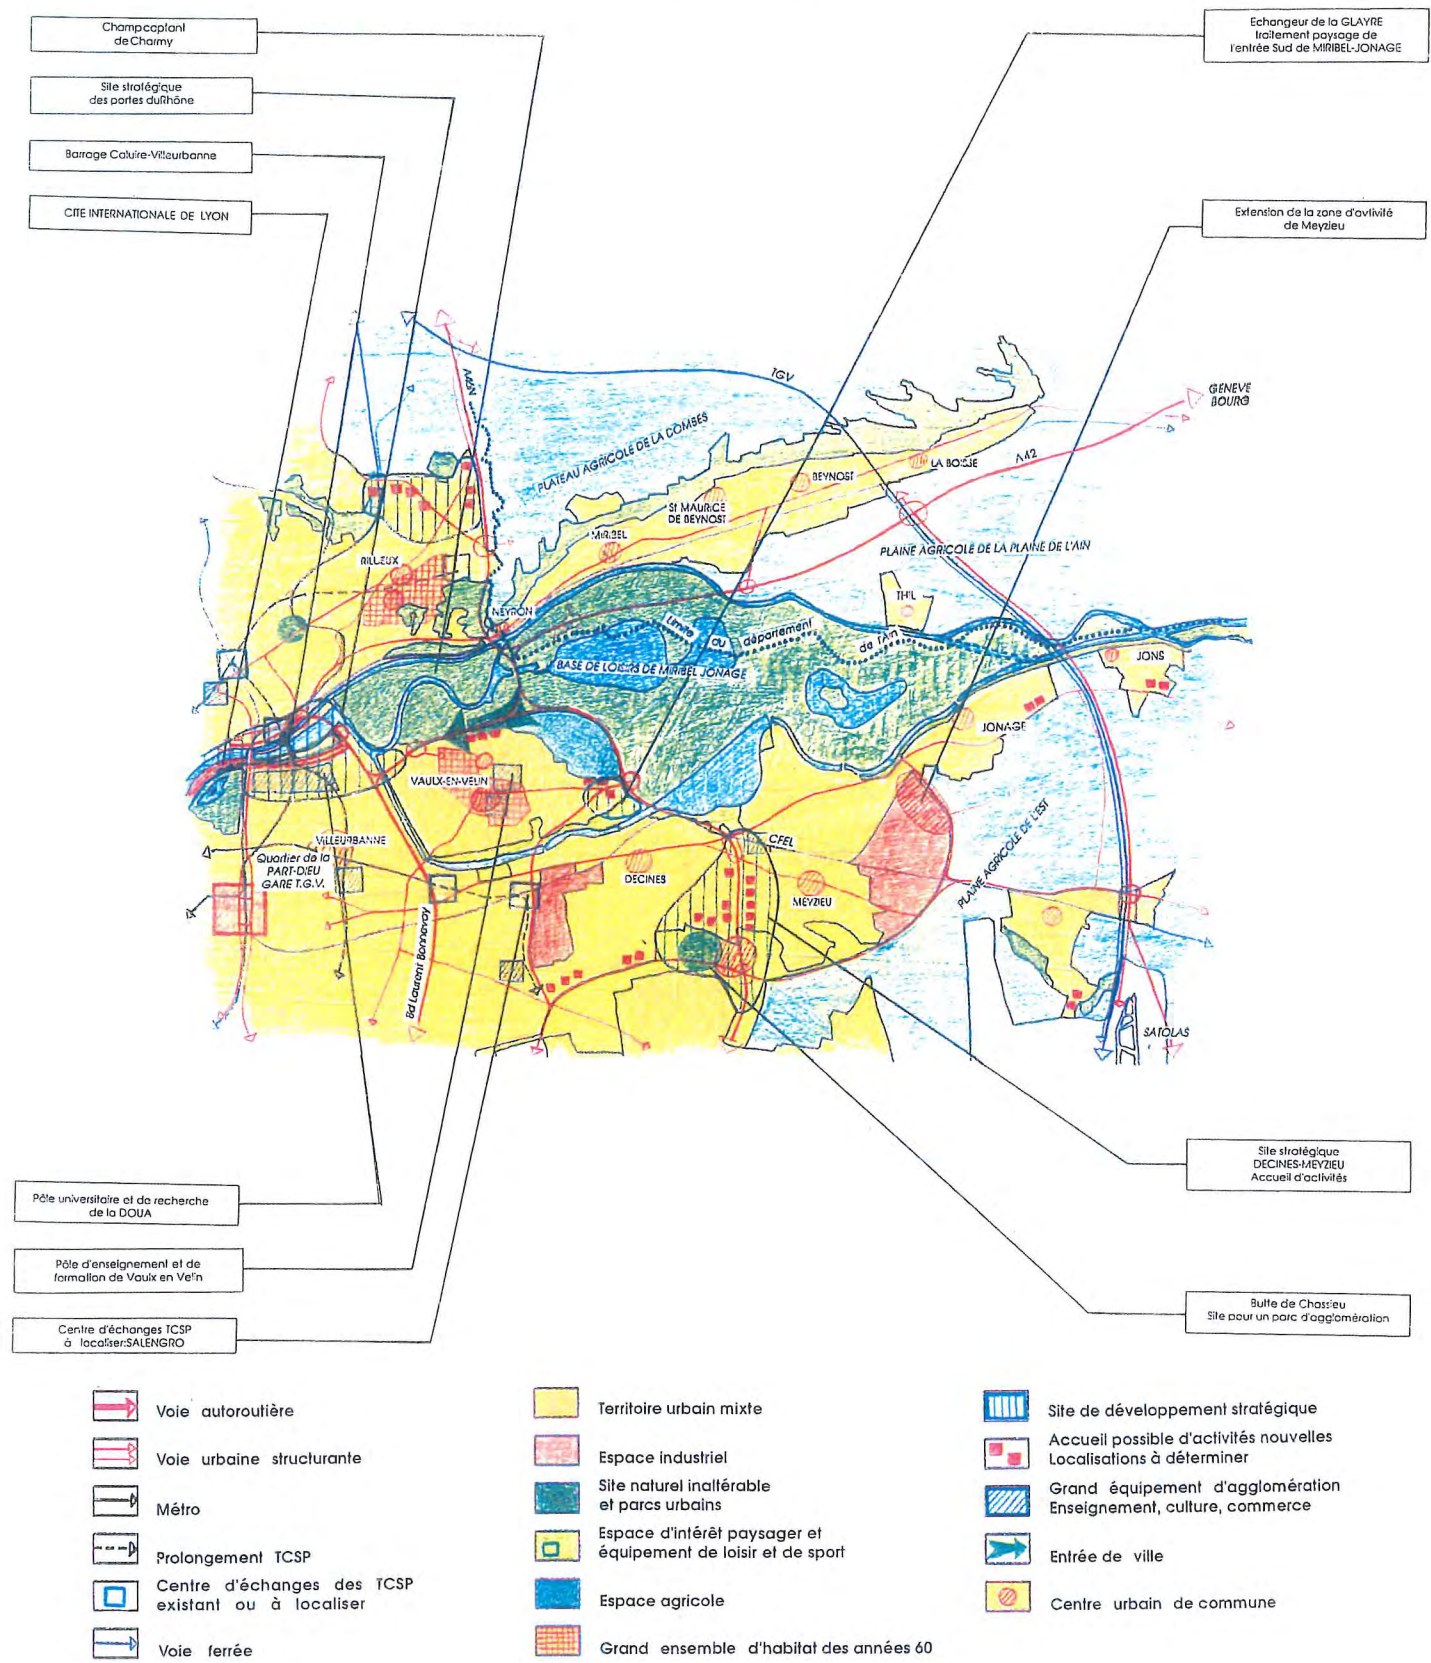 Champcaptant
de Charmy
Site stratégique
des portes duRhône
Barrage Caluire-Villeurbanne
CITE INTERNATIONALE DE LYON
Echangeur de la GLAYRE
traitement paysage de
l'entrée Sud de MIRIBEL-JONAGE
Extension de la zone d'avtivité
de Meyzieu
TGV
GENEVE
BOURG
A46N
PLATEAU AGRICOLE DE LA DOMBES
A42
LA BOISSE
BEYNOST
St MAURICE
DE BEYNOST
MIRIBEL
PLAINE AGRICOLE DE LA PLAINE DE L'AIN
RILLEUX
THIL
NEYRON
Limite du département de l'Ain
BASE DE LOISIRS DE MIRIBEL JONAGE
JONS
JONAGE
VAULX-EN-VELIN
VILLEURBANNE
CFEL
PLAINE AGRICOLE DE L'EST
Quartier de la
PART-DIEU
GARE T.G.V.
DECINES
MEYZIEU
Bd Laurent Bonnevay
SATOLAS
Site stratégique
DECINES-MEYZIEU
Accueil d'activités
Pôle universitaire et de recherche
de la DOUA
Pôle d'enseignement et de
formation de Vaulx en Velin
Butte de Chassieu
Site pour un parc d'agglomération
Centre d'échanges TCSP
à localiser:SALENGRO
Voie autoroutière
Voie urbaine structurante
Métro
Prolongement TCSP
Centre d'échanges des TCSP
existant ou à localiser
Voie ferrée
Territoire urbain mixte
Espace industriel
Site naturel inaltérable
et parcs urbains
Espace d'intérêt paysager et
équipement de loisir et de sport
Espace agricole
Grand ensemble d'habitat des années 60
Site de développement stratégique
Accueil possible d'activités nouvelles
Localisations à déterminer
Grand équipement d'agglomération
Enseignement, culture, commerce
Entrée de ville
Centre urbain de commune